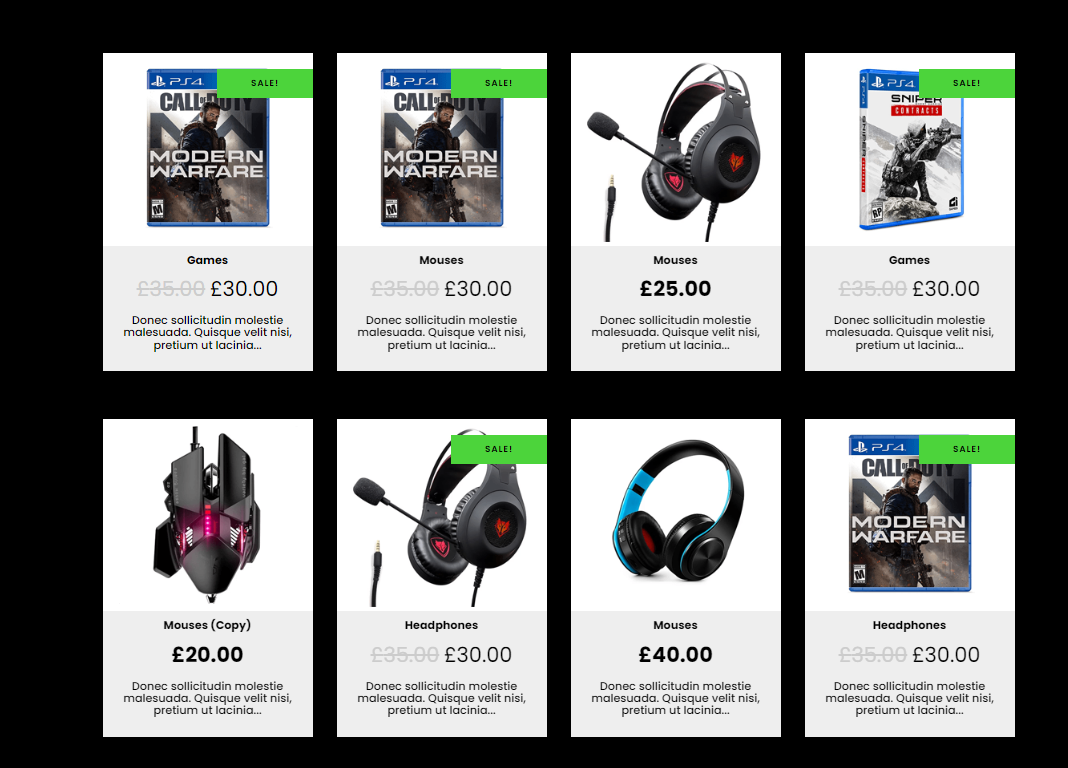 PS4
SALE!
CALL OF DUTY
MODERN
WARFARE
M
Games
£35.00 £30.00
Donec sollicitudin molestie
malesuada. Quisque velit nisi,
pretium ut lacinia...
PS4
SALE!
CALL OF DUTY
MODERN
WARFARE
M
Mouses
£35.00 £30.00
Donec sollicitudin molestie
malesuada. Quisque velit nisi,
pretium ut lacinia...
Mouses
£25.00
Donec sollicitudin molestie
malesuada. Quisque velit nisi,
pretium ut lacinia...
PS4
SALE!
SNIPER
CONTRACTS
SNIPER
RP
Games
£35.00 £30.00
Donec sollicitudin molestie
malesuada. Quisque velit nisi,
pretium ut lacinia...
Mouses (Copy)
£20.00
Donec sollicitudin molestie
malesuada. Quisque velit nisi,
pretium ut lacinia...
SALE!
Headphones
£35.00 £30.00
Donec sollicitudin molestie
malesuada. Quisque velit nisi,
pretium ut lacinia...
Mouses
£40.00
Donec sollicitudin molestie
malesuada. Quisque velit nisi,
pretium ut lacinia...
PS4
SALE!
CALL OF DUTY
MODERN
WARFARE
M
Headphones
£35.00 £30.00
Donec sollicitudin molestie
malesuada. Quisque velit nisi,
pretium ut lacinia...